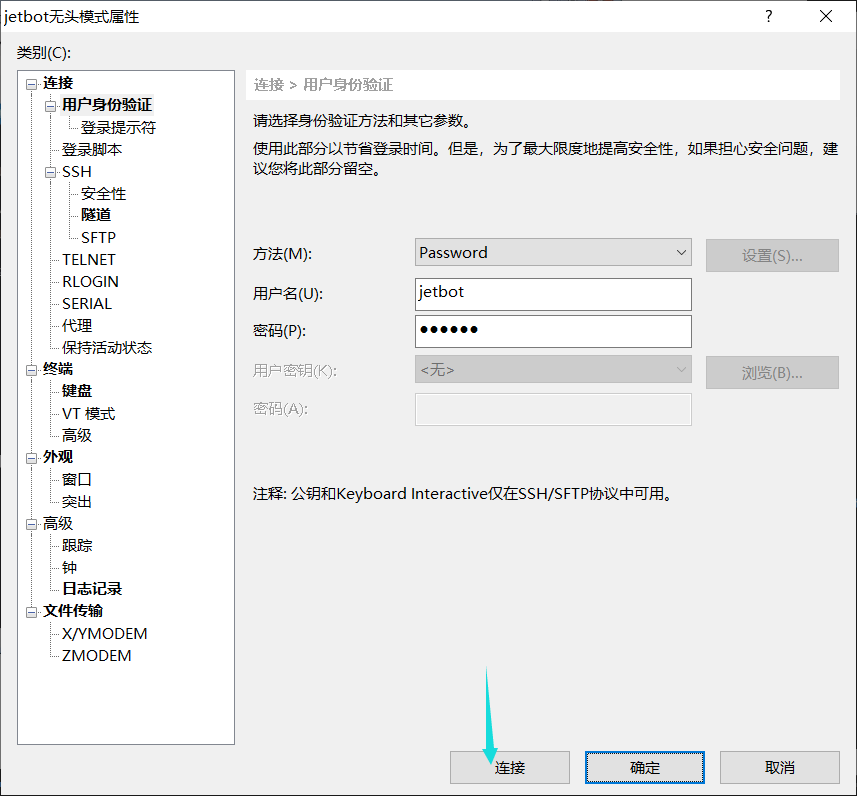 jetbot无头模式属性
?
类别(C):
连接
用户身份验证
登录提示符
登录脚本
SSH
安全性
隧道
SFTP
TELNET
RLOGIN
SERIAL
代理
保持活动状态
终端
键盘
VT 模式
高级
外观
窗口
突出
高级
跟踪
钟
日志记录
文件传输
X/YMODEM
ZMODEM
连接 > 用户身份验证
请选择身份验证方法和其它参数。
使用此部分以节省登录时间。但是，为了最大限度地提高安全性，如果担心安全问题，建
议您将此部分留空。
方法(M):
Password
设置(S)...
用户名(U):
jetbot
密码(P):
●●●●●●
用户密钥(K):
<无>
浏览(B)...
密码(A):
注释: 公钥和Keyboard Interactive仅在SSH/SFTP协议中可用。
连接
确定
取消